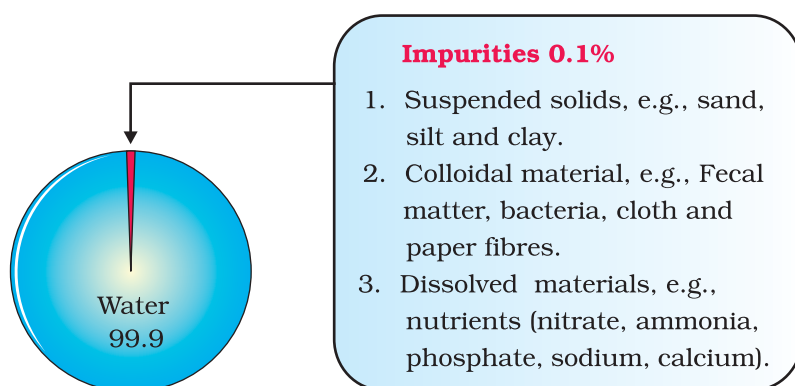 Impurities 0.1%
1. Suspended solids, e.g., sand,
silt and clay.
2. Colloidal material, e.g., Fecal
matter, bacteria, cloth and
paper fibres.
3. Dissolved materials, e.g.,
nutrients (nitrate, ammonia,
phosphate, sodium, calcium).
Water
99.9